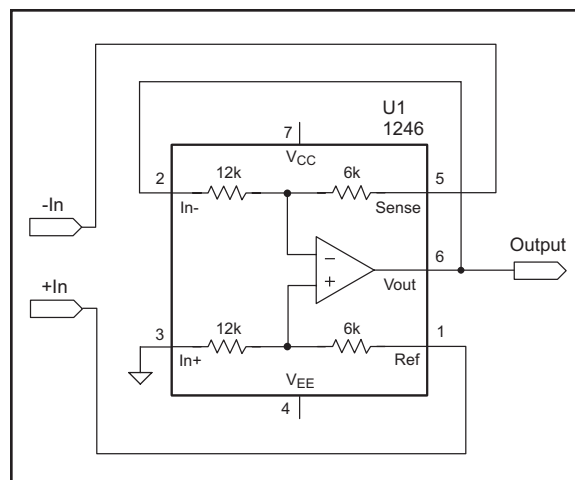 U1
1246
7
VCC
12k
6k
2
5
In-
Sense
-In
−
+
6
Output
Vout
+In
3
12k
6k
1
In+
Ref
VEE
4